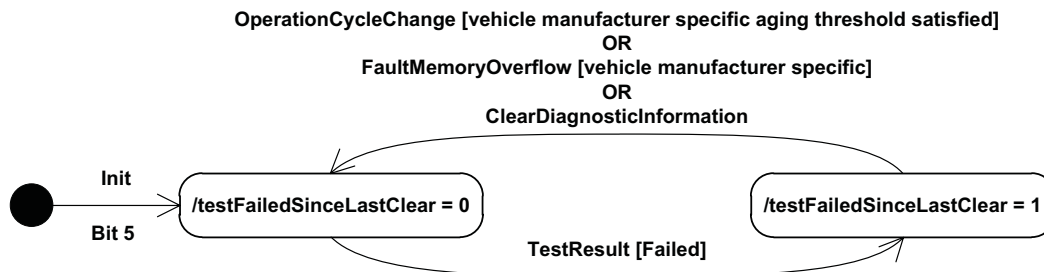 OperationCycleChange [vehicle manufacturer specific aging threshold satisfied]
OR
FaultMemoryOverflow [vehicle manufacturer specific]
OR
ClearDiagnosticInformation
Init
Bit 5
/testFailedSinceLastClear = 0
/testFailedSinceLastClear = 1
TestResult [Failed]